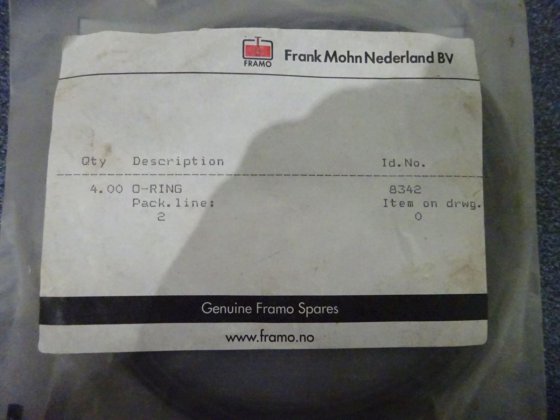 FRAMO
Frank Mohn Nederland BV
Qty Description Id.No.
4.00 O-RING 8342
Pack.line: Item on drwg.
2 0
Genuine Framo Spares
www.framo.no